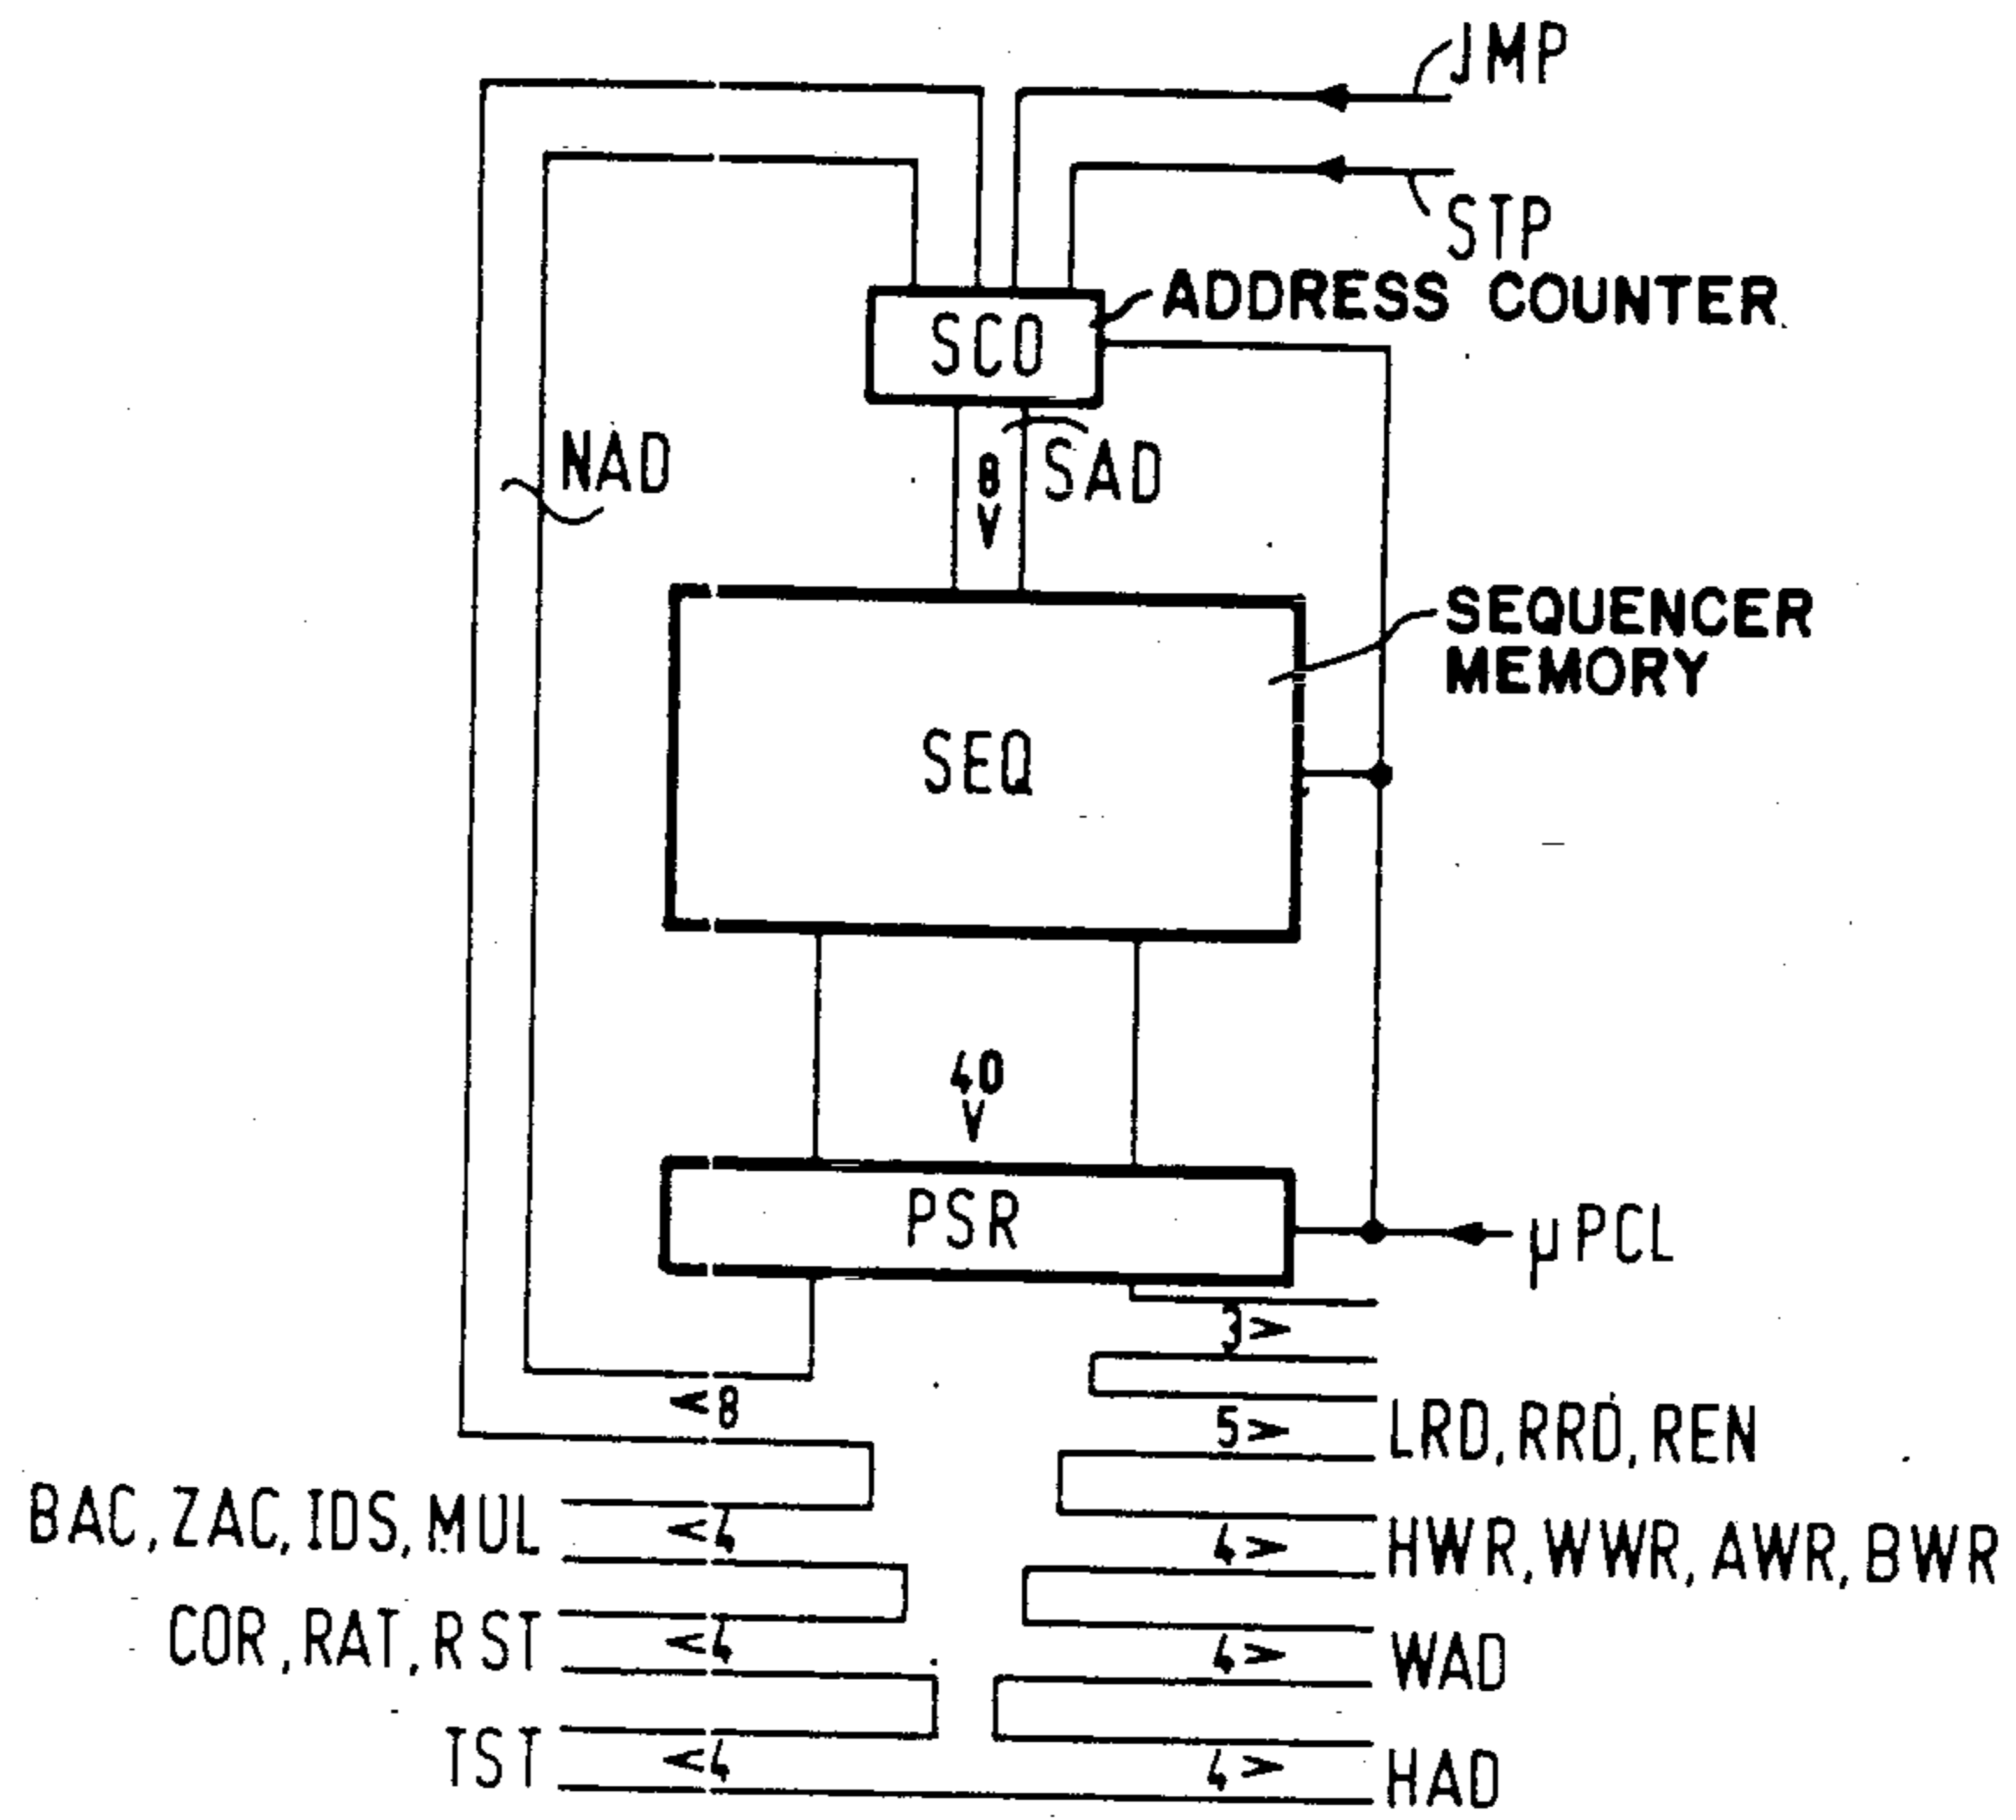 JMP
STP
ADDRESS COUNTER
SCO
NAD
8
SAD
SEQUENCER
MEMORY
SEQ
40
PSR
µPCL
3
8
5
LRD, RRD, REN
BAC, ZAC, IDS, MUL
4
4
HWR, WWR, AWR, BWR
COR, RAT, RST
4
4
WAD
TST
4
4
HAD